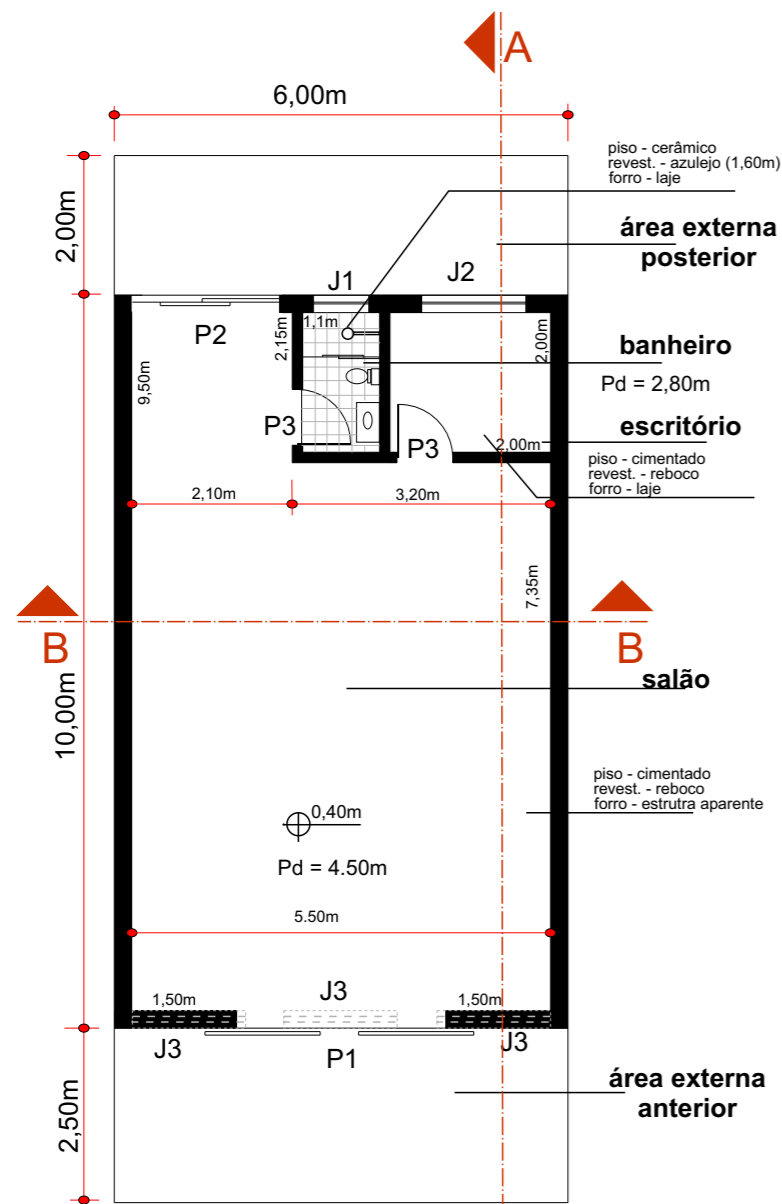 A
6,00m
piso - cerâmico
revest. - azulejo (1,60m)
forro - laje
2,00m
área externa
posterior
J1
J2
1,1m
P2
2,15m
2,00m
banheiro
Pd = 2,80m
9,50m
P3
P3
2,00m
escritório
piso - cimentado
revest. - reboco
forro - laje
2,10m
3,20m
7,35m
B
B
10,00m
salão
piso - cimentado
revest. - reboco
forro - estrutra aparente
0,40m
Pd = 4.50m
5.50m
1,50m
J3
1,50m
J3
P1
J3
2,50m
área externa
anterior